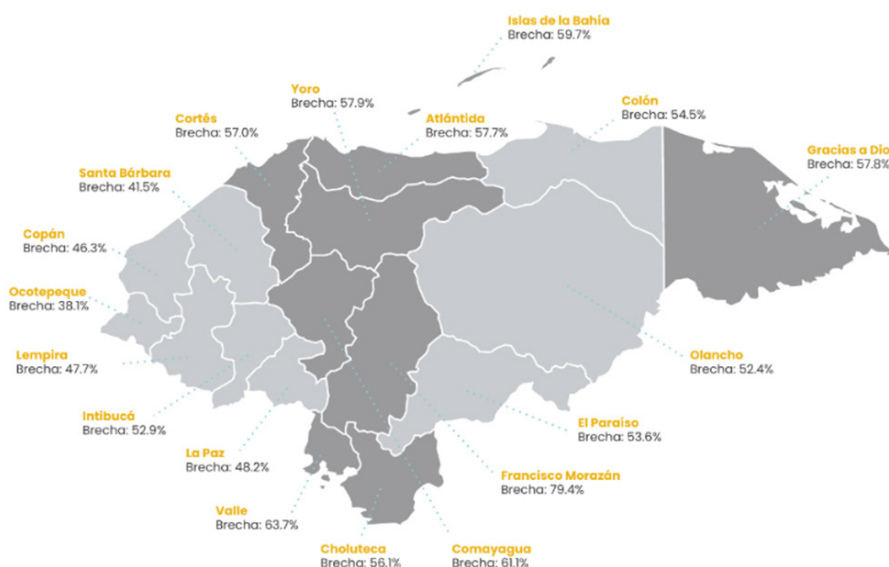 Islas de la Bahía
Brecha: 59.7%
Yoro
Brecha: 57.9%
Cortés
Brecha: 57.0%
Atlántida
Brecha: 57.7%
Colón
Brecha: 54.5%
Gracias a Dios
Brecha: 57.8%
Santa Bárbara
Brecha: 41.5%
Copán
Brecha: 46.3%
Ocotepeque
Brecha: 38.1%
Lempira
Brecha: 47.7%
Olancho
Brecha: 52.4%
Intibucá
Brecha: 52.9%
El Paraíso
Brecha: 53.6%
La Paz
Brecha: 48.2%
Francisco Morazán
Brecha: 79.4%
Valle
Brecha: 63.7%
Choluteca
Brecha: 56.1%
Comayagua
Brecha: 61.1%